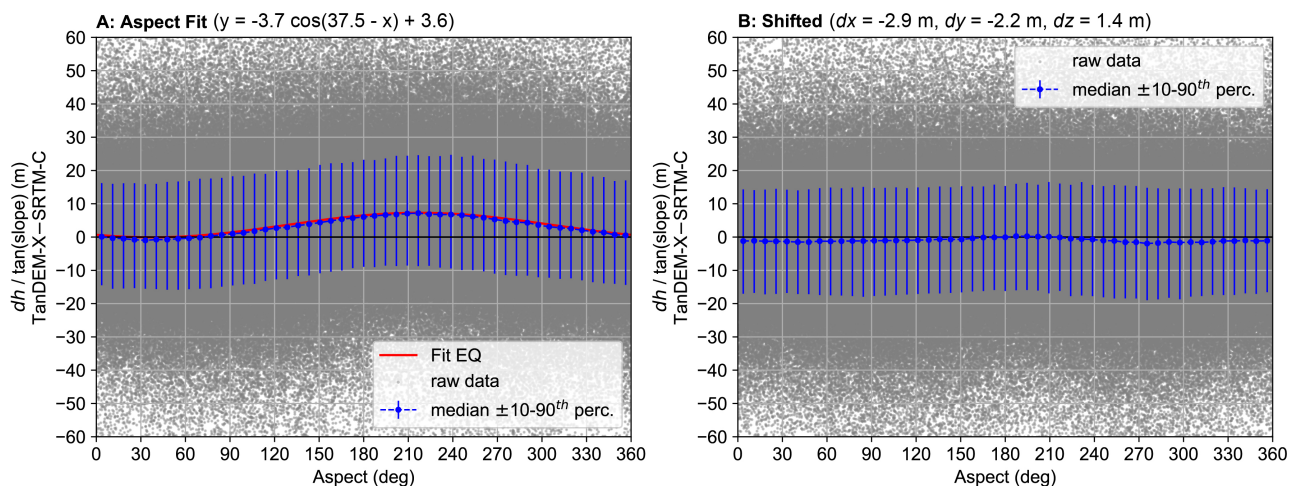 A: Aspect Fit (y = -3.7 cos(37.5 - x) + 3.6)
60
50
40
30
20
10
0
−10
−20
−30
−40
−50
−60
dh / tan(slope) (m)
TanDEM-X−SRTM-C
Fit EQ
raw data
median ±10-90th perc.
0 30 60 90 120 150 180 210 240 270 300 330 360
Aspect (deg)
B: Shifted (dx = -2.9 m, dy = -2.2 m, dz = 1.4 m)
60
50
40
30
20
10
0
−10
−20
−30
−40
−50
−60
dh / tan(slope) (m)
TanDEM-X−SRTM-C
raw data
median ±10-90th perc.
0 30 60 90 120 150 180 210 240 270 300 330 360
Aspect (deg)